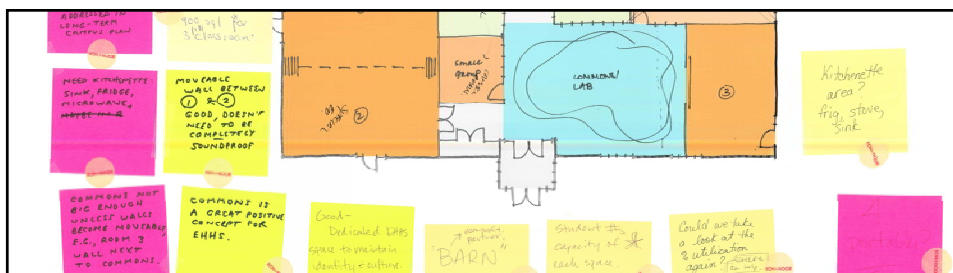 ADDRESSED IN
LONG-TERM
CAMPUS PLAN
900 sqft for
NEED KITCHENETTE:
SINK, FRIDGE,
MICROWAVE,
MOVEABLE
WALL BETWEEN
① & ②
GOOD, DOESN'T
NEED TO BE
COMPLETELY
SOUNDPROOF
small
group
COMMONS/
LAB
②
③
Kitchenette
area?
frig, stove,
sink
COMMONS NOT
BIG ENOUGH
UNLESS WALLS
BECOME MOVEABLE,
E.G., ROOM 3
WALL NEXT
TO COMMONS.
COMMONS IS
A GREAT POSITIVE
CONCEPT FOR
EHHS.
Good-
Dedicated EHHS
space to maintain
identity + culture.
"BARN"
Student #
capacity of
each space.
Could we take
a look at the
utilization
again?